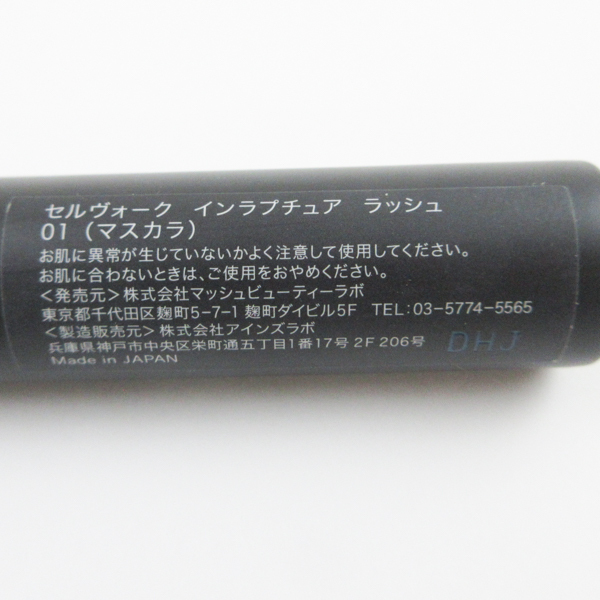 セルヴォーク　インラプチュア　ラッシュ
01（マスカラ）
お肌に異常が生じていないかよく注意して使用してください。
お肌に合わないときは、ご使用をおやめください。
＜発売元＞株式会社マッシュビューティーラボ
東京都千代田区麹町5-7-1 麹町ダイビル5F　TEL：03-5774-5565
＜製造販売元＞株式会社アインズラボ
兵庫県神戸市中央区栄町通五丁目1番17号 2F 206号
Made in JAPAN
DHJ